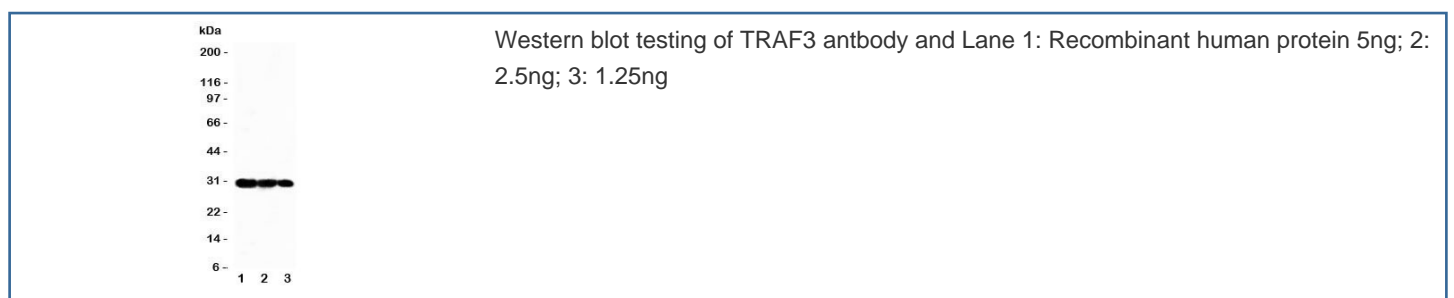 kDa
200 -
116 -
97 -
66 -
44 -
31 -
22 -
14 -
6 -
1 2 3
Western blot testing of TRAF3 antbody and Lane 1: Recombinant human protein 5ng; 2:
2.5ng; 3: 1.25ng